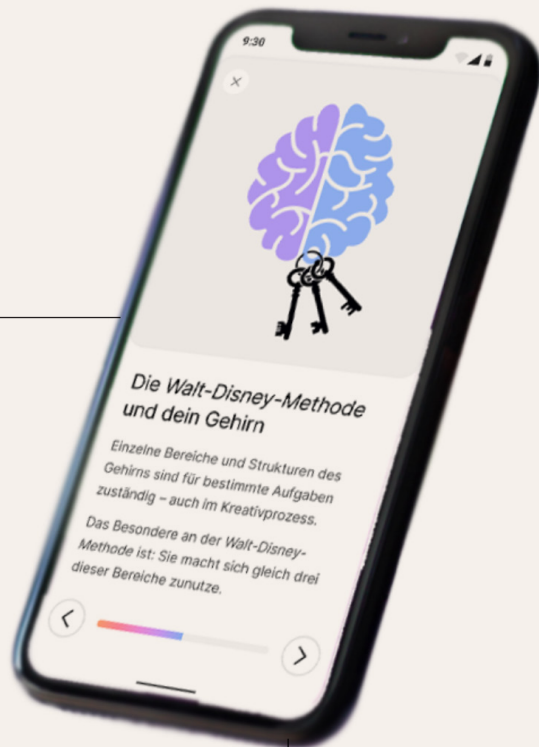 9:30
Die Walt-Disney-Methode
und dein Gehirn
Einzelne Bereiche und Strukturen des
Gehirns sind für bestimmte Aufgaben
zuständig – auch im Kreativprozess.
Das Besondere an der Walt-Disney-
Methode ist: Sie macht sich gleich drei
dieser Bereiche zunutze.